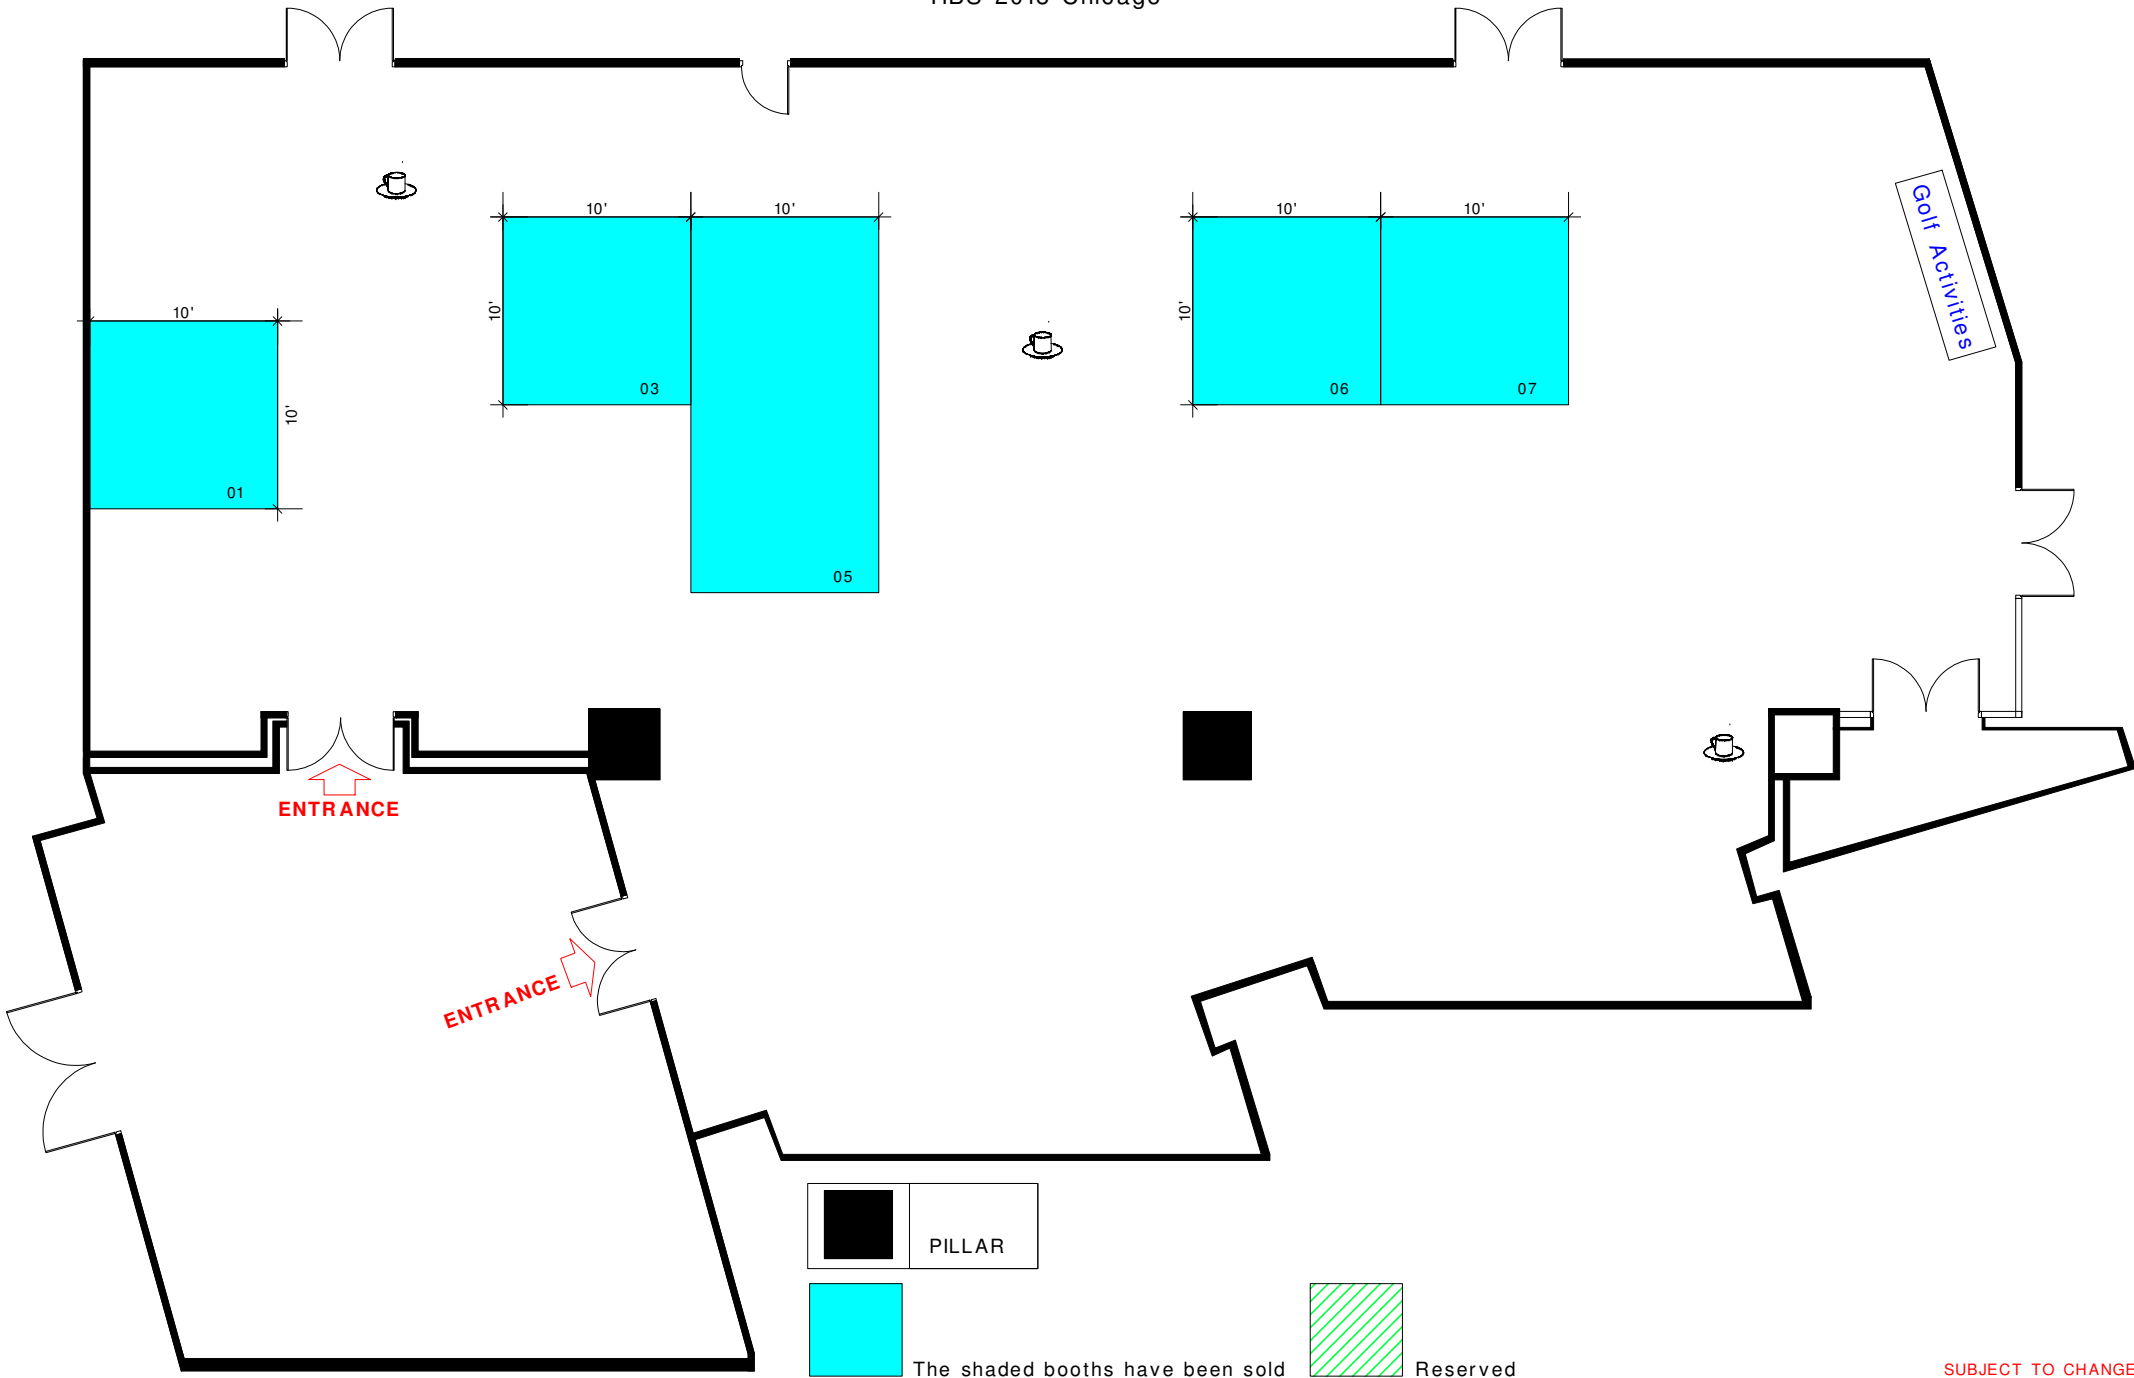 10'
10'
10'
10'
Golf Activities
10'
10'
10'
03
06
07
10'
01
05
ENTRANCE
ENTRANCE
PILLAR
The shaded booths have been sold
Reserved
SUBJECT TO CHANGE